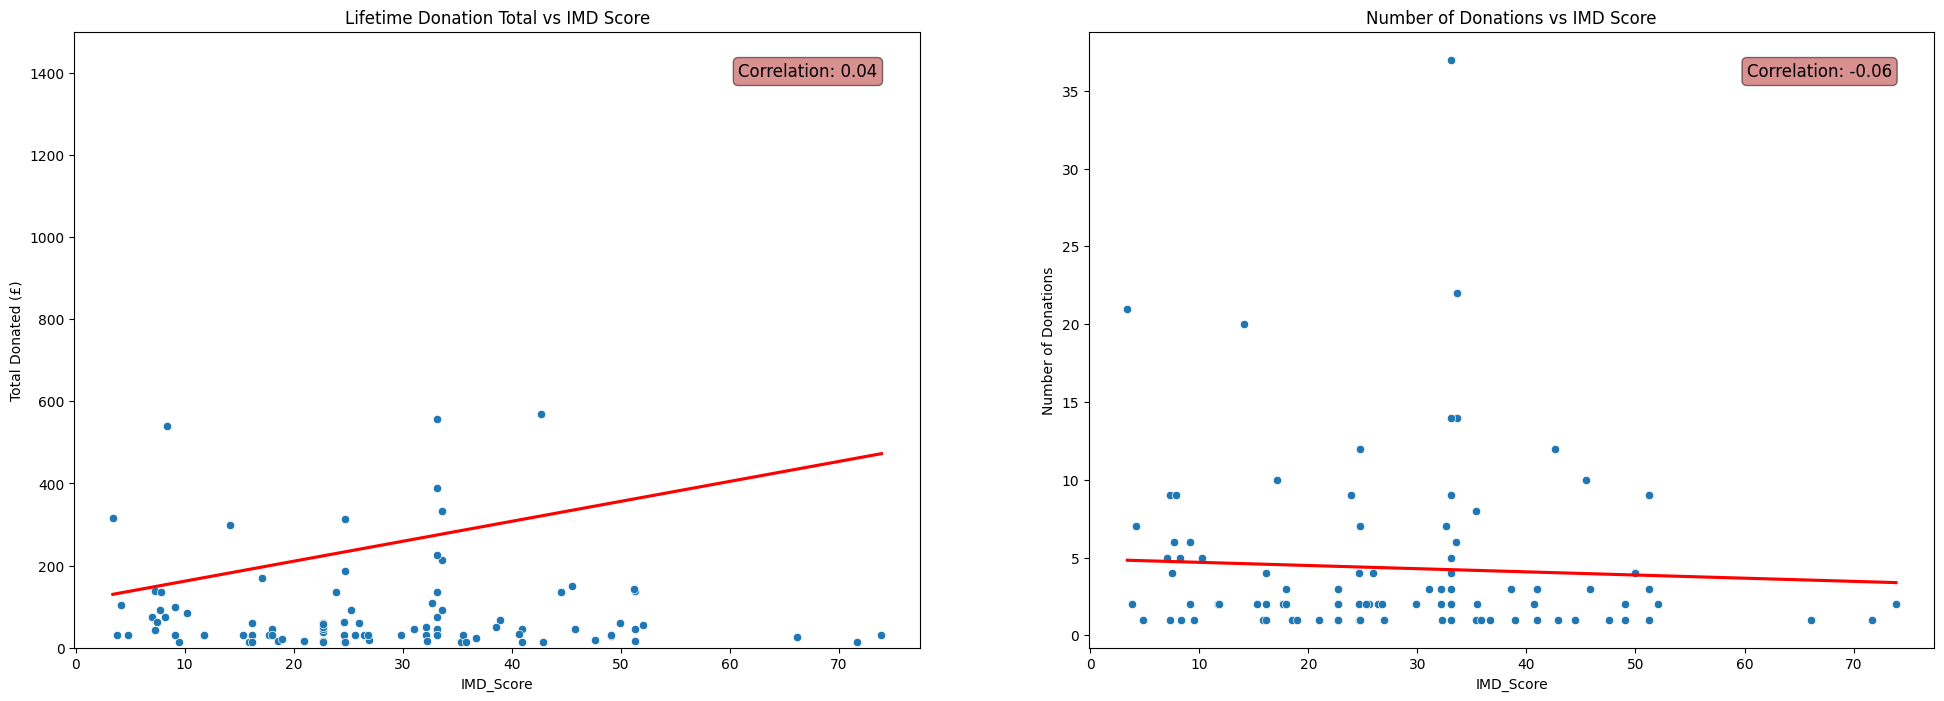 Lifetime Donation Total vs IMD Score
Correlation: 0.04
Total Donated (£)
1400
1200
1000
800
600
400
200
0
0 10 20 30 40 50 60 70
IMD_Score
Number of Donations vs IMD Score
Correlation: -0.06
Number of Donations
35
30
25
20
15
10
5
0
0 10 20 30 40 50 60 70
IMD_Score